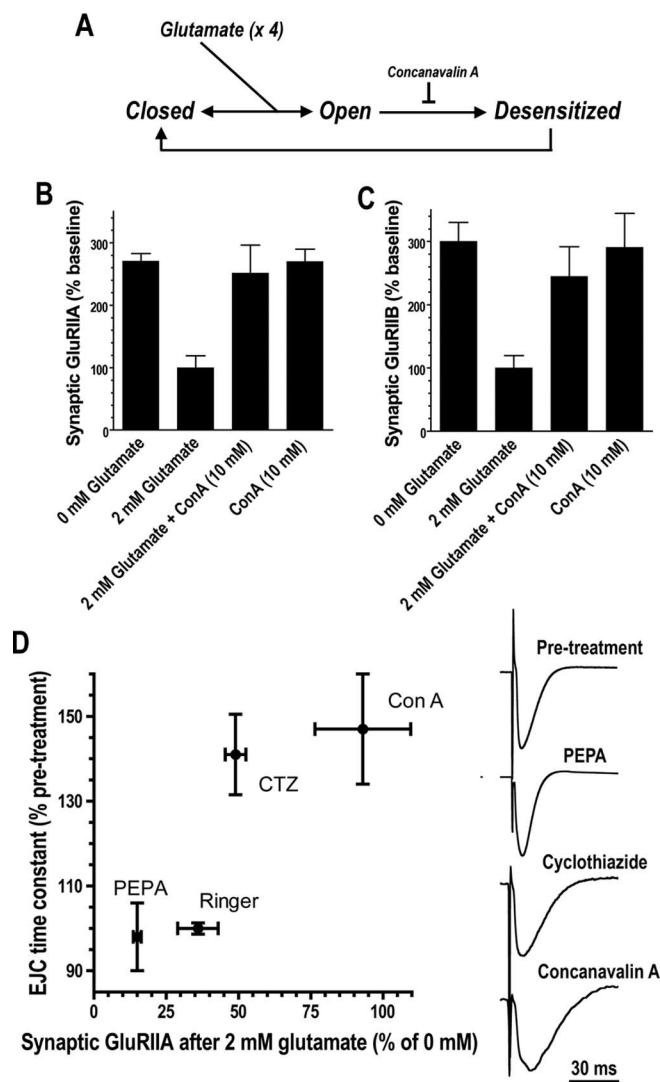 A
Glutamate (x 4)
Concanavalin A
Closed Open Desensitized
B
Synaptic GluRIIA (% baseline)
300
200
100
0
0 mM Glutamate
2 mM Glutamate
2 mM Glutamate + ConA (10 mM)
ConA (10 mM)
C
Synaptic GluRIIB (% baseline)
300
200
100
0
0 mM Glutamate
2 mM Glutamate
2 mM Glutamate + ConA (10 mM)
ConA (10 mM)
D
EJC time constant (% pre-treatment)
150
130
110
90
Con A
CTZ
PEPA
Ringer
0 25 50 75 100
Synaptic GluRIIA after 2 mM glutamate (% of 0 mM)
Pre-treatment
PEPA
Cyclothiazide
Concanavalin A
30 ms